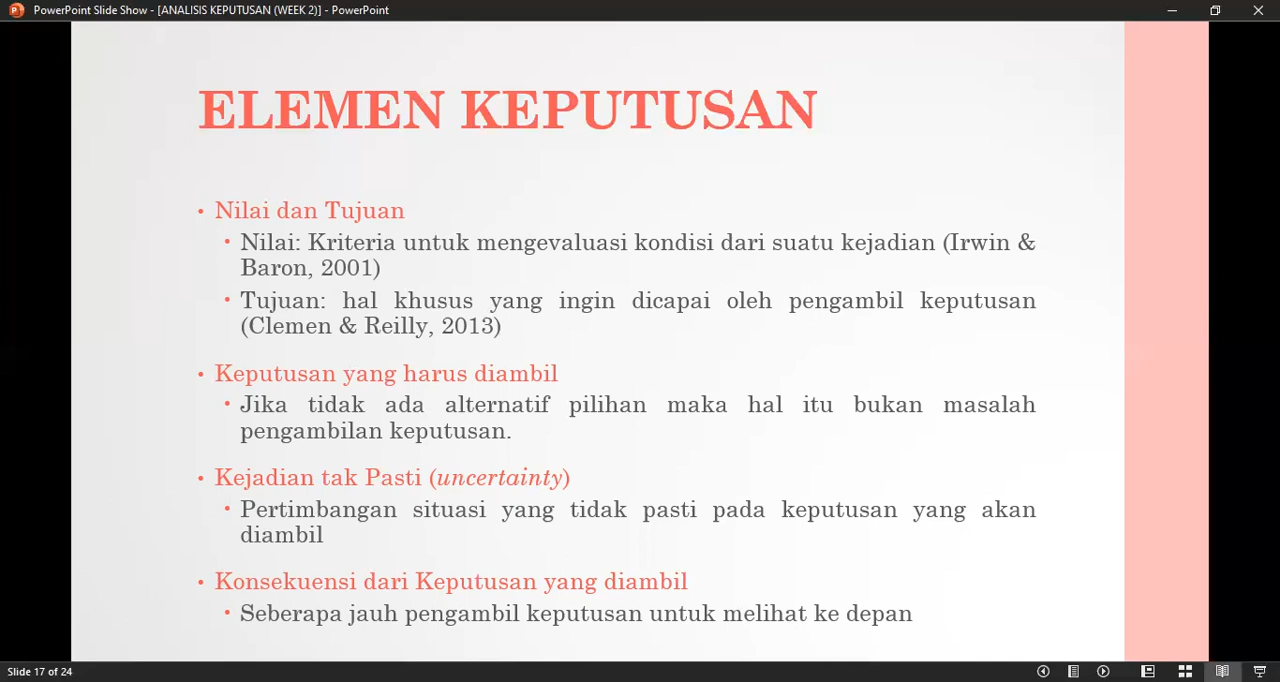 PowerPoint Slide Show - [ANALISIS KEPUTUSAN (WEEK 2)] - PowerPoint
ELEMEN KEPUTUSAN
• Nilai dan Tujuan
• Nilai: Kriteria untuk mengevaluasi kondisi dari suatu kejadian (Irwin &
Baron, 2001)
• Tujuan: hal khusus yang ingin dicapai oleh pengambil keputusan
(Clemen & Reilly, 2013)
• Keputusan yang harus diambil
• Jika tidak ada alternatif pilihan maka hal itu bukan masalah
pengambilan keputusan.
• Kejadian tak Pasti (uncertainty)
• Pertimbangan situasi yang tidak pasti pada keputusan yang akan
diambil
• Konsekuensi dari Keputusan yang diambil
• Seberapa jauh pengambil keputusan untuk melihat ke depan
Slide 17 of 24